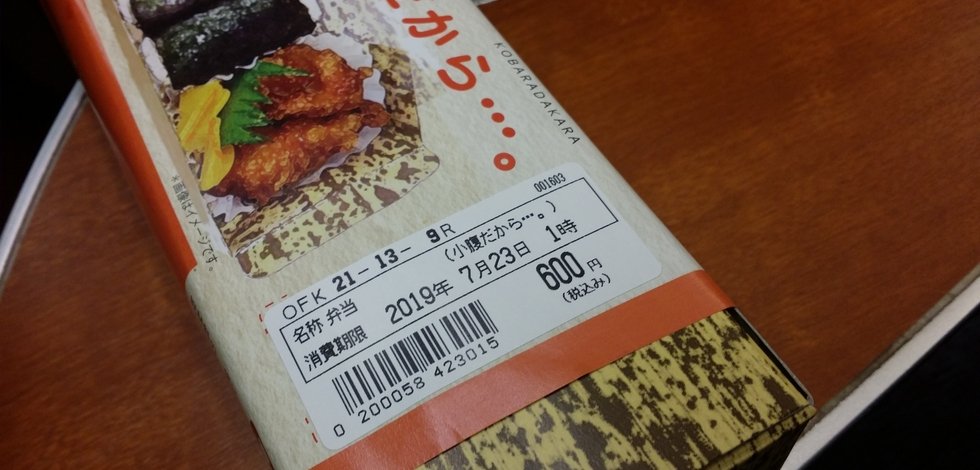 から…。
KOBARADAKARA
*画像はイメージです。
001603
OFK 21-13- 9R
名称 弁当 (小腹だから…。)
消費期限 2019年 7月23日 1時
600円
(税込み)
0 200058 423015